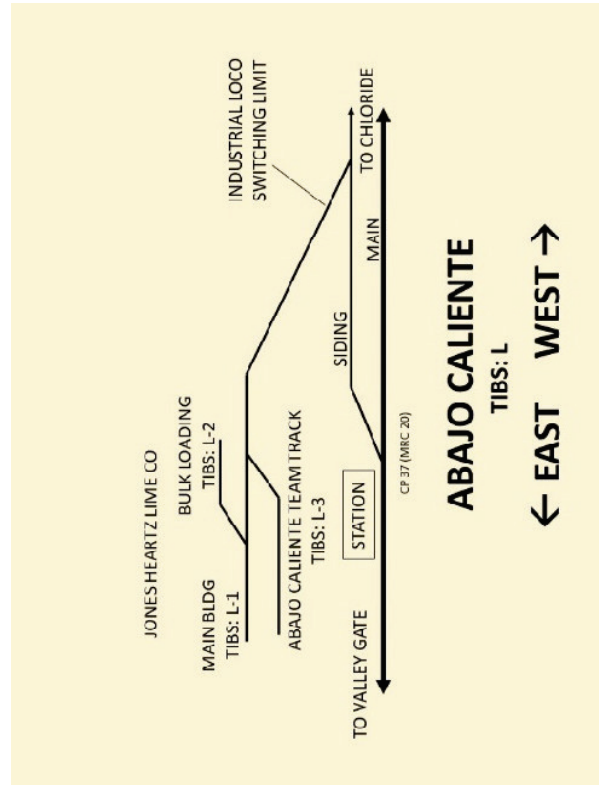 JONES HEARTZ LIME CO
BULK LOADING
TIBS: L-2
MAIN BLDG
TIBS: L-1
INDUSTRIAL LOCO
SWITCHING LIMIT
ABAJO CALIENTE TEAM TRACK
TIBS: L-3
SIDING
STATION
TO CHLORIDE
TO VALLEY GATE
MAIN
CP 37 (MRC 20)
ABAJO CALIENTE
TIBS: L
← EAST WEST →